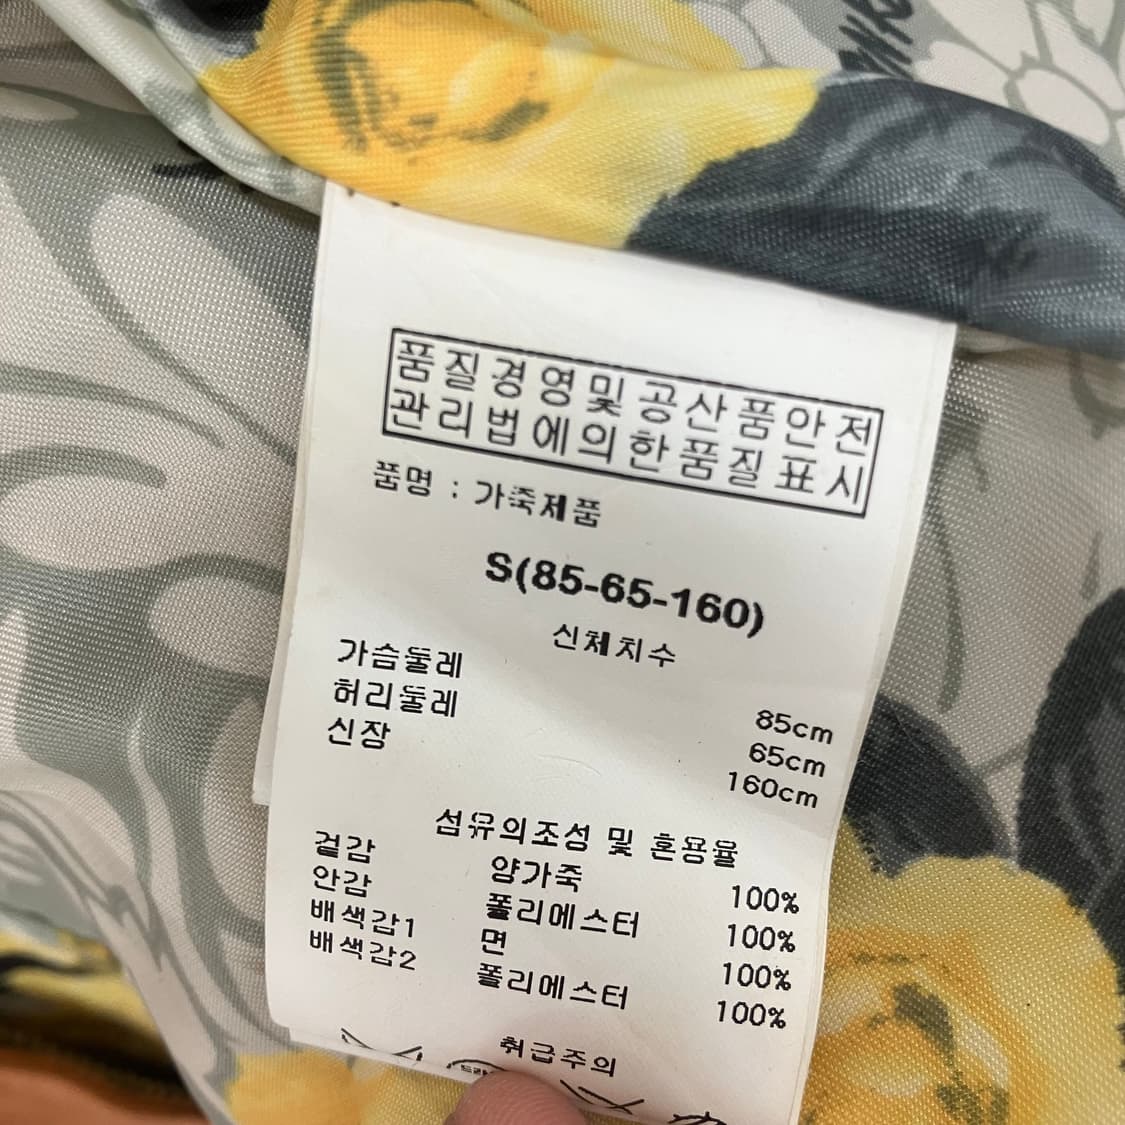 품질경영및공산품안전
관리법에의한품질표시
품명 : 가죽제품
S(85-65-160)
신체치수
가슴둘레 85cm
허리둘레 65cm
신장 160cm
섬유의조성 및 혼용율
겉감 양가죽 100%
안감 폴리에스터 100%
배색감1 면 100%
배색감2 폴리에스터 100%
취급주의